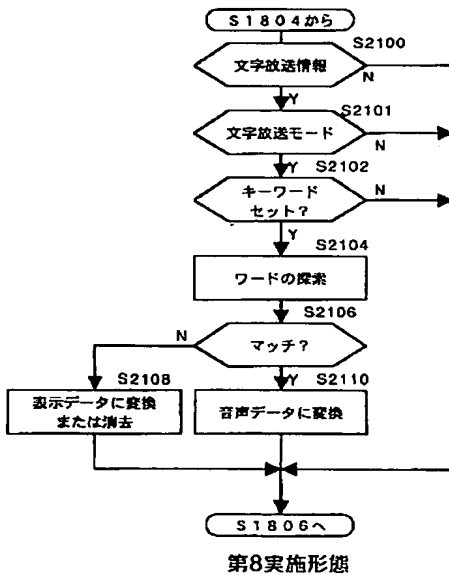 S1804から
S2100
文字放送情報
N
Y
S2101
文字放送モード
N
Y
S2102
キーワード
セット?
N
Y
S2104
ワードの探索
S2106
マッチ?
N
Y
S2108
S2110
表示データに変換
または消去
音声データに変換
S1806へ
第8実施形態